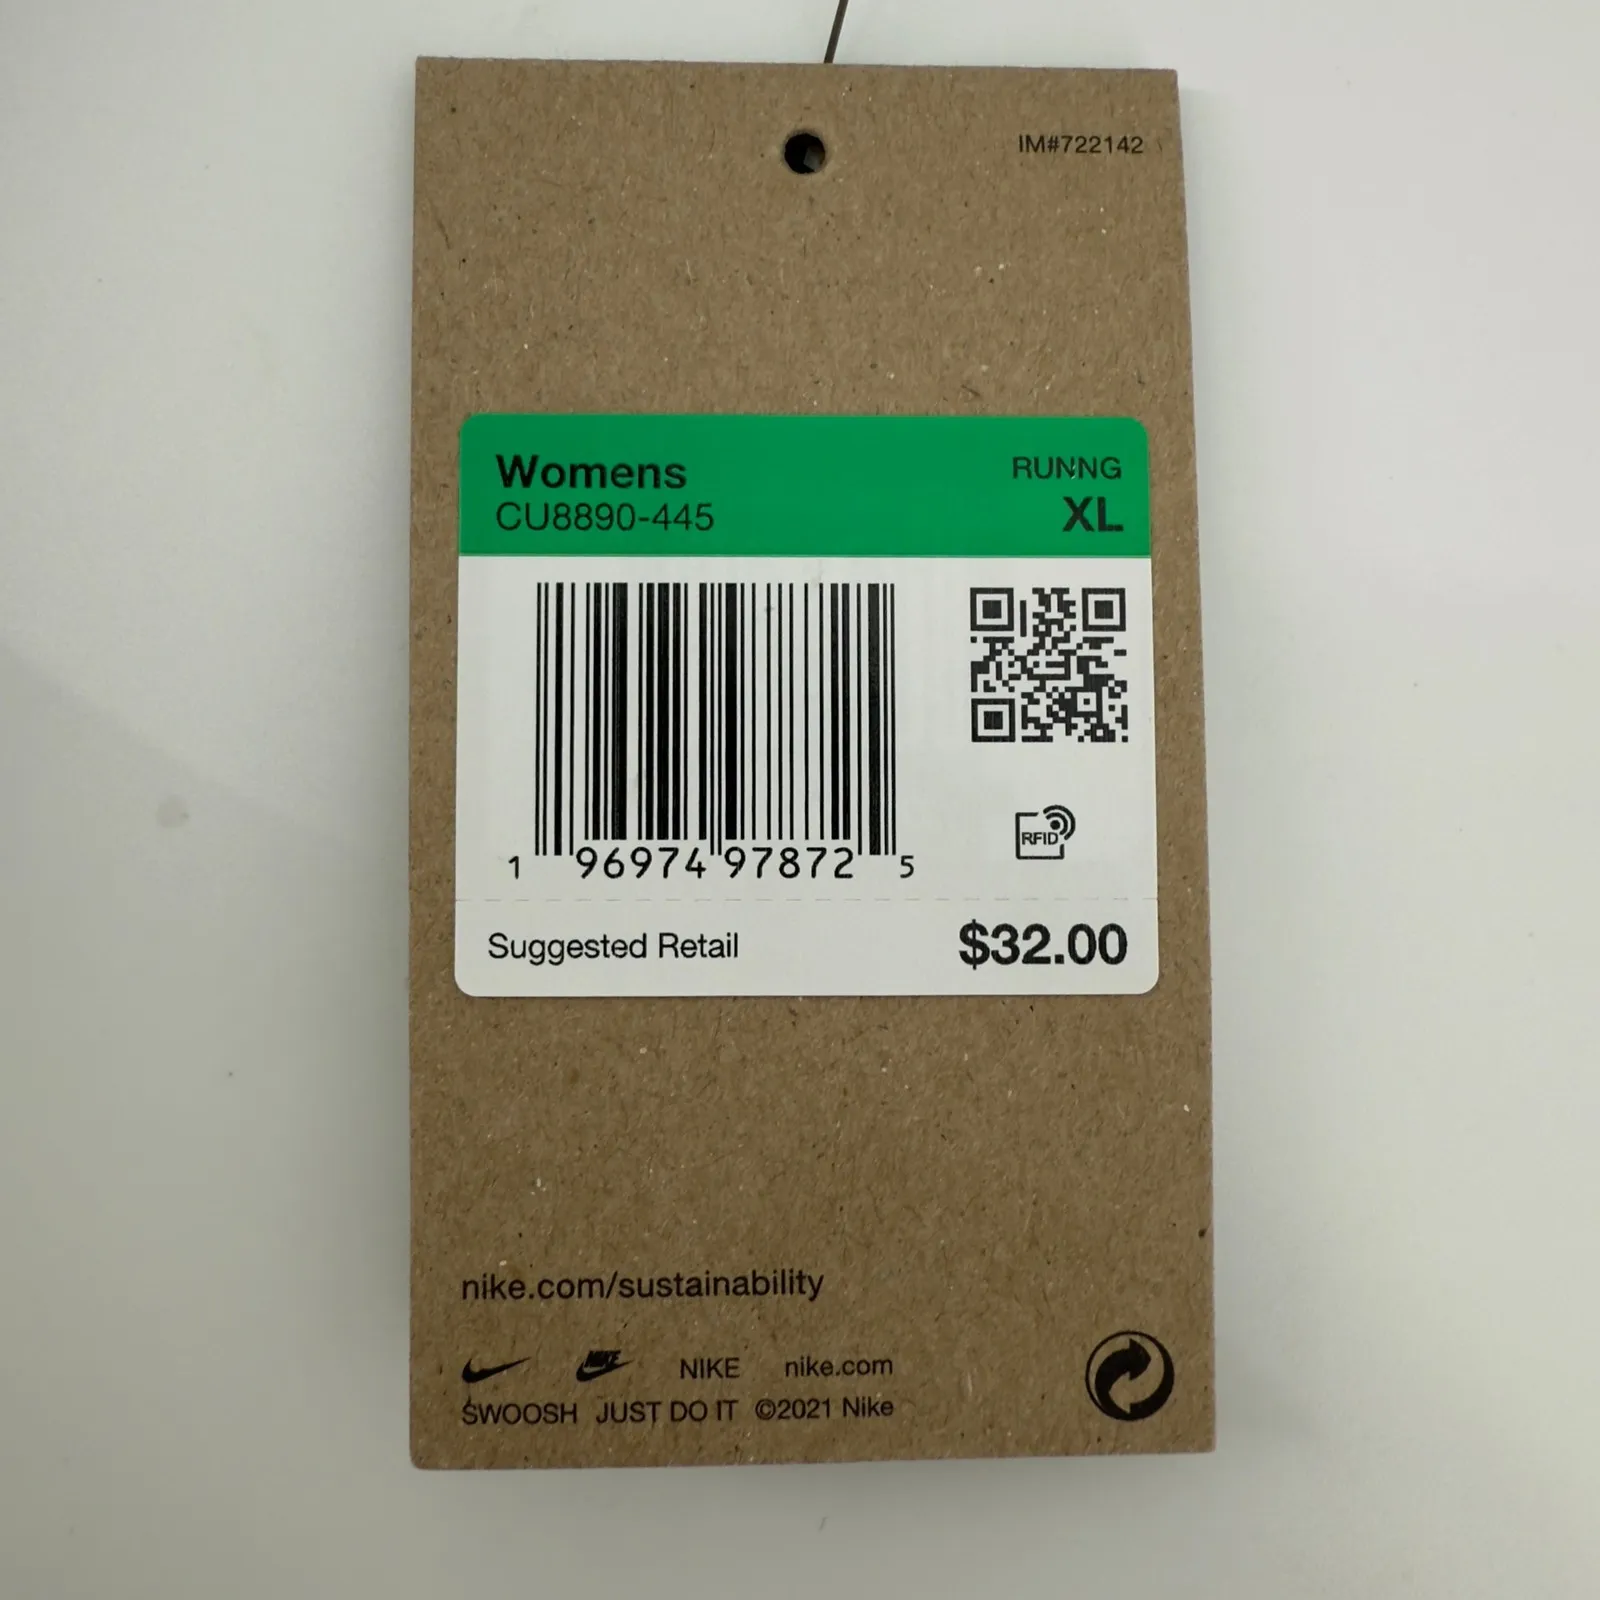 IM#722142
Womens RUNNG
CU8890-445 XL
1 96974 97872 5
RFID
Suggested Retail $32.00
nike.com/sustainability
NIKE NIKE nike.com
SWOOSH JUST DO IT ©2021 Nike